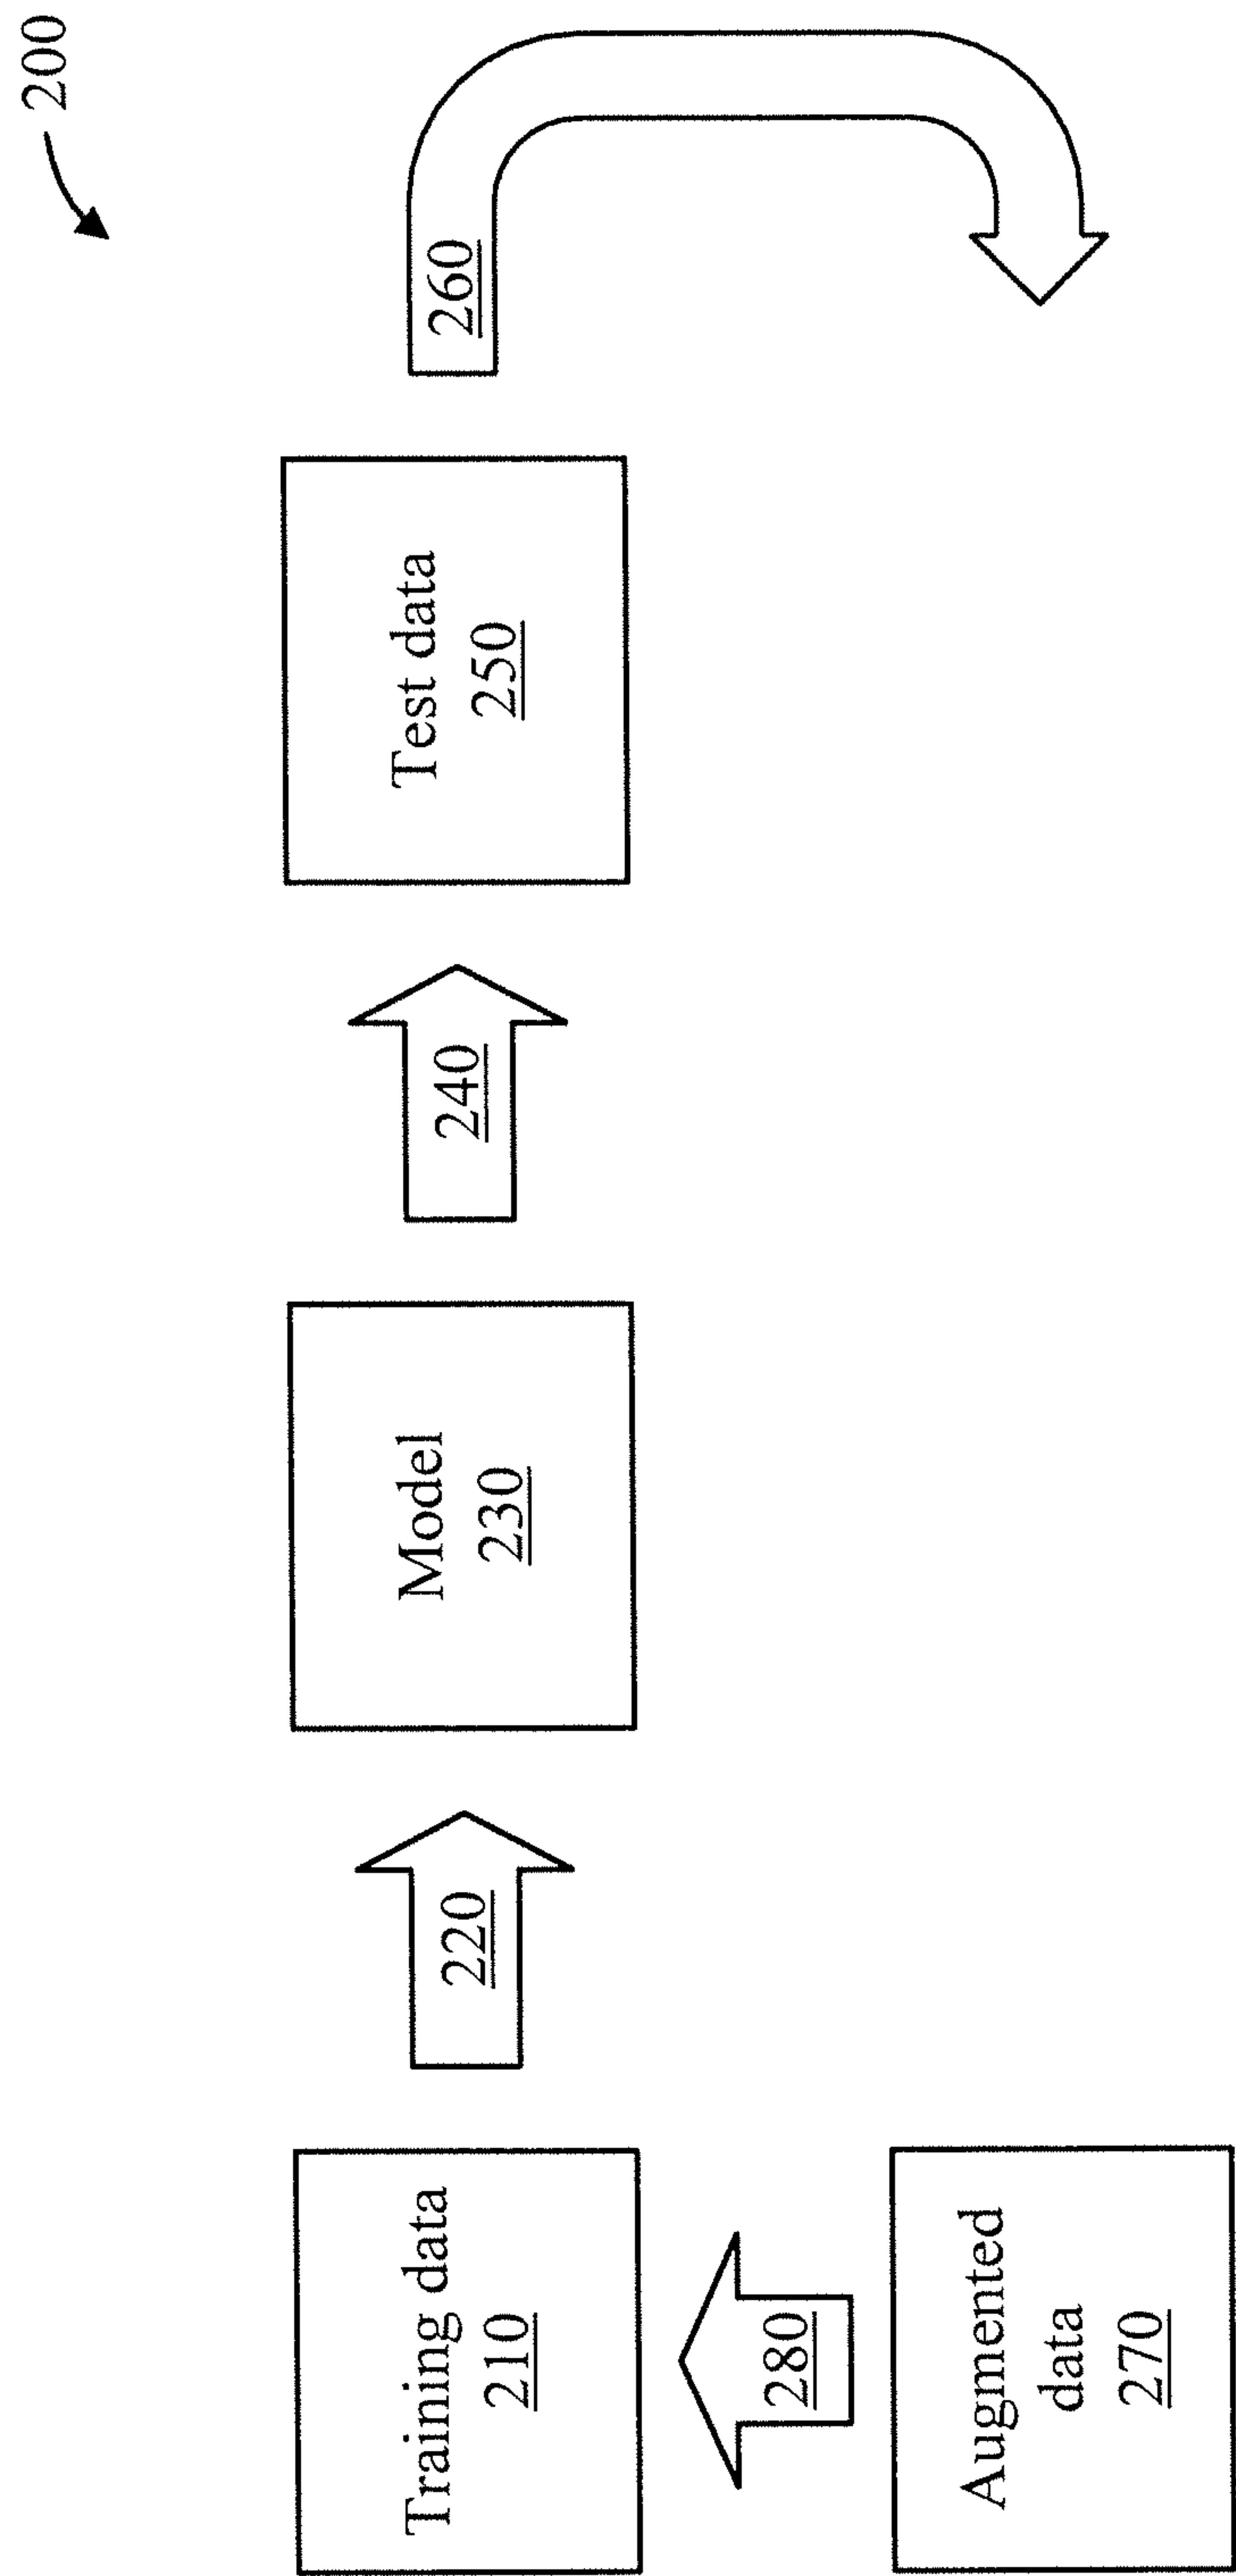 200
Training data
210
220
Model
230
240
Test data
250
260
280
Augmented
data
270